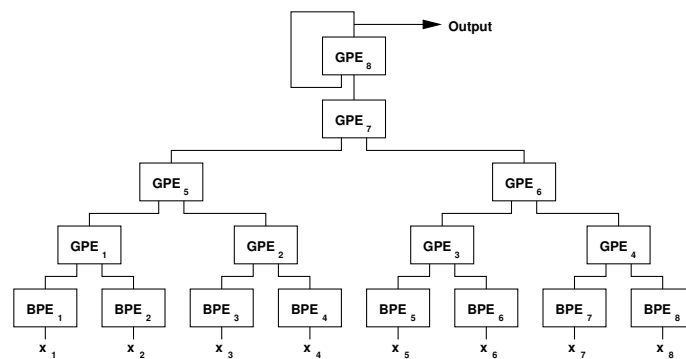 Output
GPE 8
GPE 7
GPE 5 GPE 6
GPE 1 GPE 2 GPE 3 GPE 4
BPE 1 BPE 2 BPE 3 BPE 4 BPE 5 BPE 6 BPE 7 BPE 8
x 1 x 2 x 3 x 4 x 5 x 6 x 7 x 8